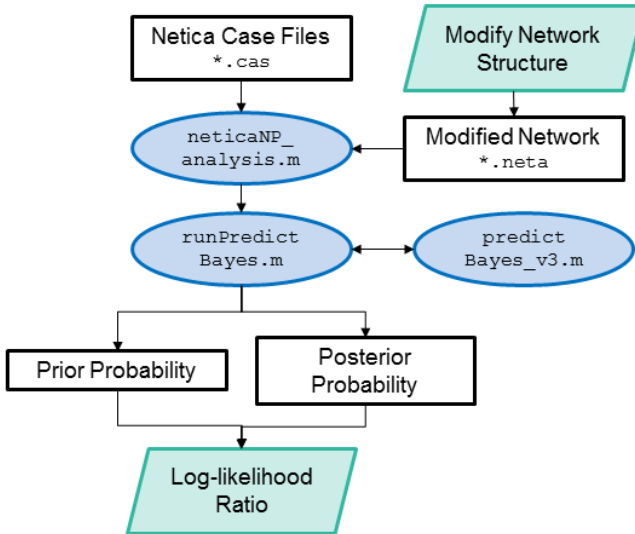 Netica Case Files
*.cas
Modify Network
Structure
neticaNP_
analysis.m
Modified Network
*.neta
runPredict
Bayes.m
predict
Bayes_v3.m
Prior Probability
Posterior
Probability
Log-likelihood
Ratio